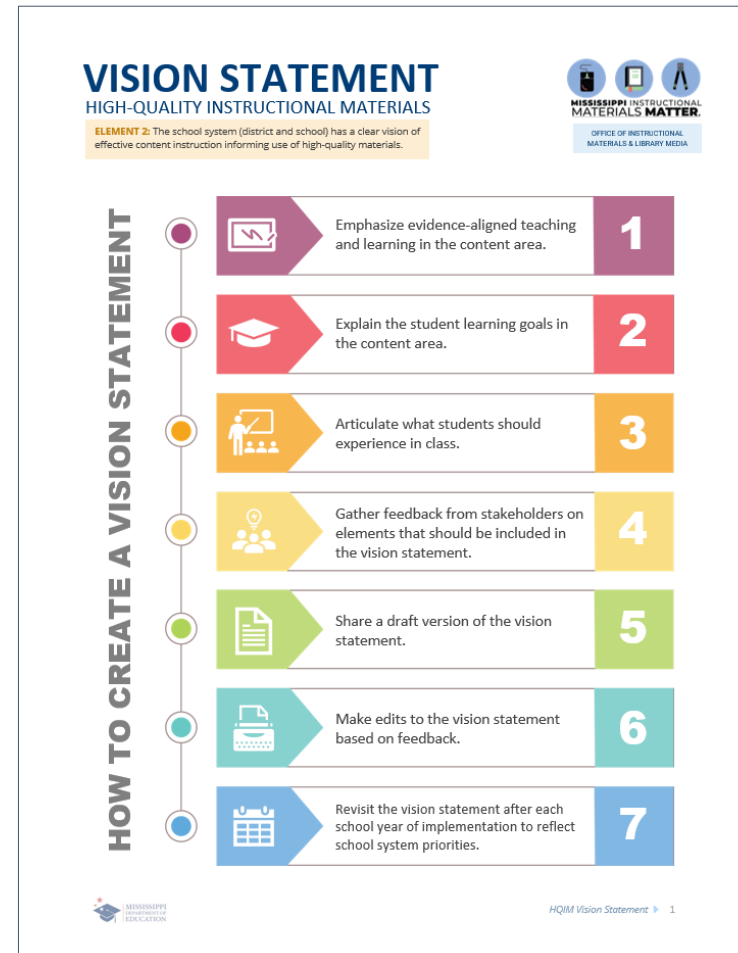 VISION STATEMENT
HIGH-QUALITY INSTRUCTIONAL MATERIALS
ELEMENT 2: The school system (district and school) has a clear vision of
effective content instruction informing use of high-quality materials.
MISSISSIPPI INSTRUCTIONAL
MATERIALS MATTER.
OFFICE OF INSTRUCTIONAL
MATERIALS & LIBRARY MEDIA
HOW TO CREATE A VISION STATEMENT
Emphasize evidence-aligned teaching
and learning in the content area.
1
Explain the student learning goals in
the content area.
2
Articulate what students should
experience in class.
3
Gather feedback from stakeholders on
elements that should be included in
the vision statement.
4
Share a draft version of the vision
statement.
5
Make edits to the vision statement
based on feedback.
6
Revisit the vision statement after each
school year of implementation to reflect
school system priorities.
7
MISSISSIPPI
DEPARTMENT OF
EDUCATION
HQIM Vision Statement 1